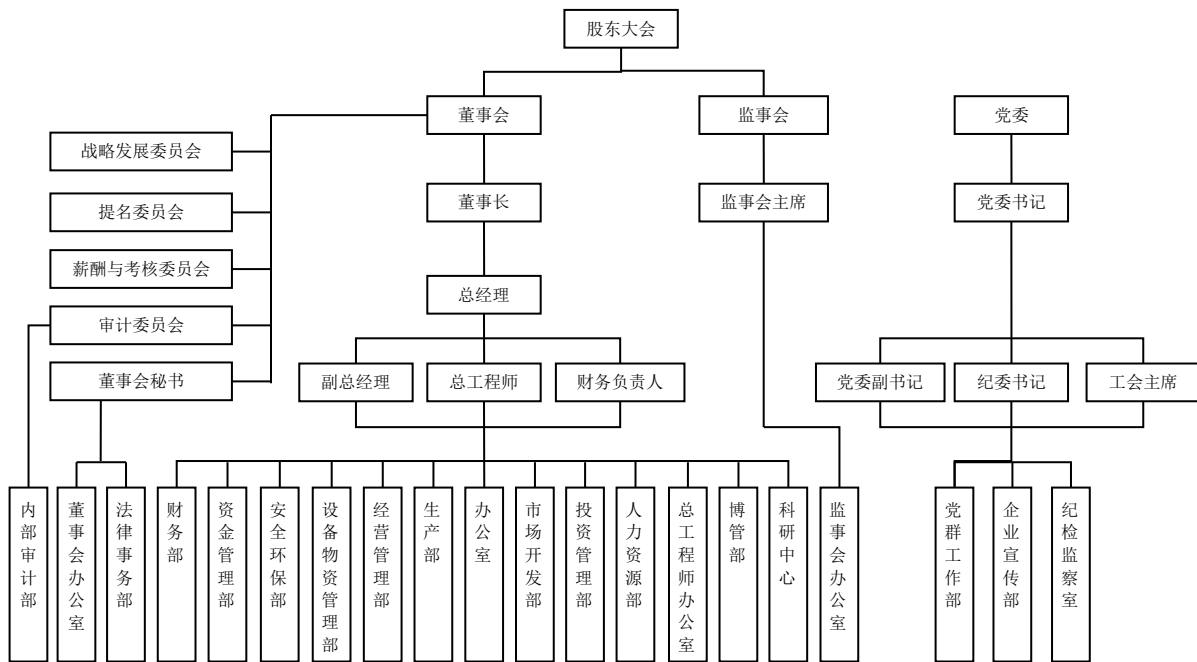 股东大会
董事会
监事会
党委
战略发展委员会
提名委员会
董事长
监事会主席
党委书记
薪酬与考核委员会
总经理
审计委员会
董事会秘书
副总经理
总工程师
财务负责人
党委副书记
纪委书记
工会主席
内部审计部
董事会办公室
法律事务部
财务部
资金管理部
安全环保部
设备物资管理部
经营管理部
生产部
办公室
市场开发部
投资管理部
人力资源部
总工程师办公室
博管部
科研中心
监事会办公室
党群工作部
企业宣传部
纪检监察室